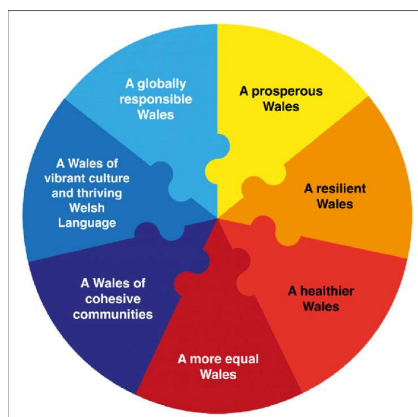 A globally
responsible
Wales
A prosperous
Wales
A resilient
Wales
A healthier
Wales
A more equal
Wales
A Wales of
cohesive
communities
A Wales of
vibrant culture
and thriving
Welsh
Language